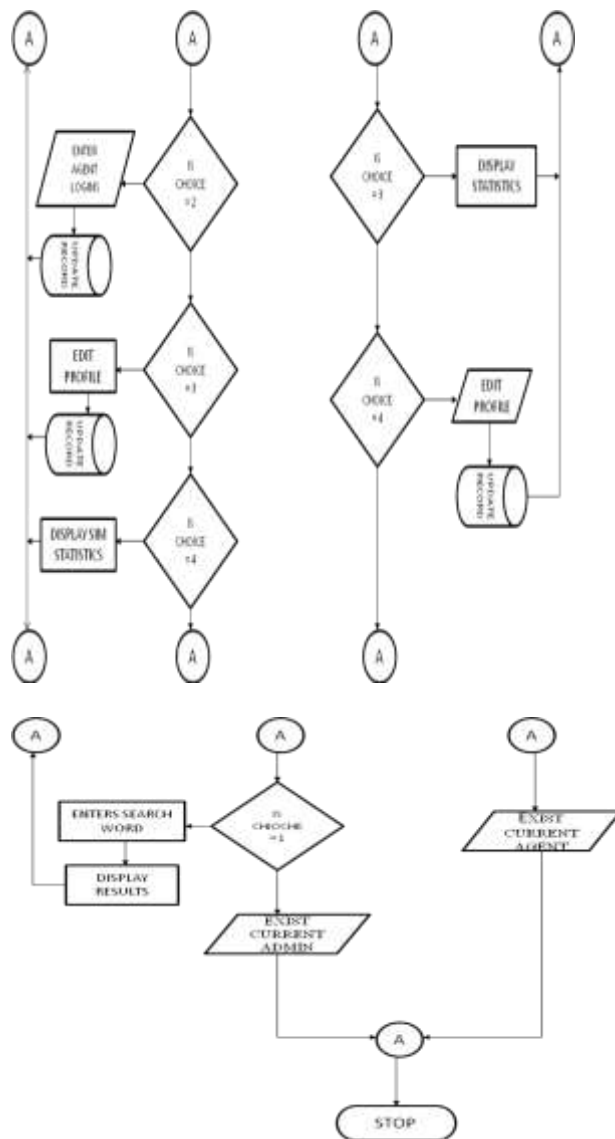 A
A
A
A
ENTER
AGENT
LOGINS
IS
CHOICE
=2
UPDATE
RECORD
IS
CHOICE
=3
DISPLAY
STATISTICS
EDIT
PROFILE
IS
CHOICE
=3
UPDATE
RECORD
IS
CHOICE
=4
EDIT
PROFILE
UPDATE
RECORD
DISPLAY SIM
STATISTICS
IS
CHOICE
=4
A
A
A
A
A
A
ENTERS SEARCH
WORD
IS
CHIOCHE
=1
DISPLAY
RESULTS
EXIST
CURRENT
AGENT
EXIST
CURRENT
ADMIN
A
STOP